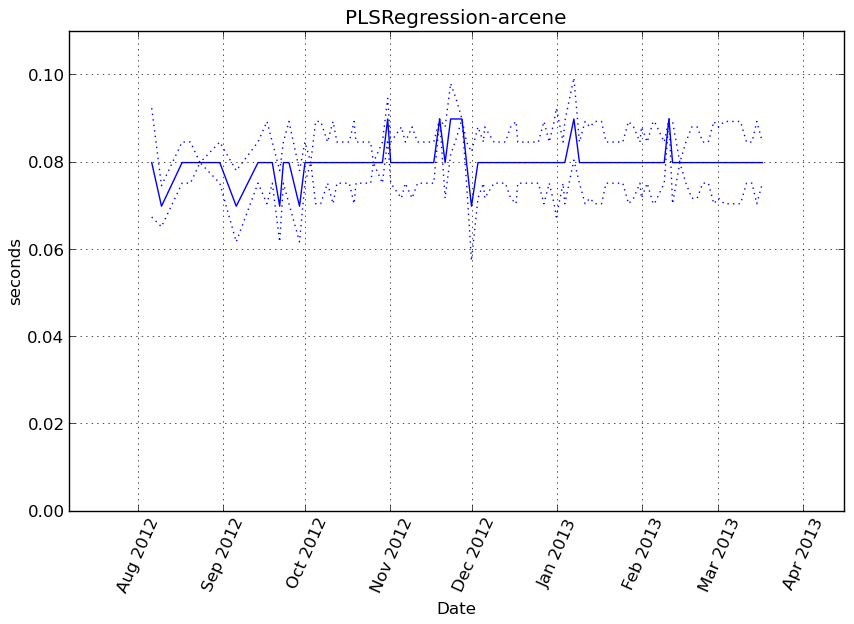 PLSRegression-arcene
0.10
0.08
0.06
0.04
0.02
0.00
seconds
Aug 2012
Sep 2012
Oct 2012
Nov 2012
Dec 2012
Jan 2013
Feb 2013
Mar 2013
Apr 2013
Date